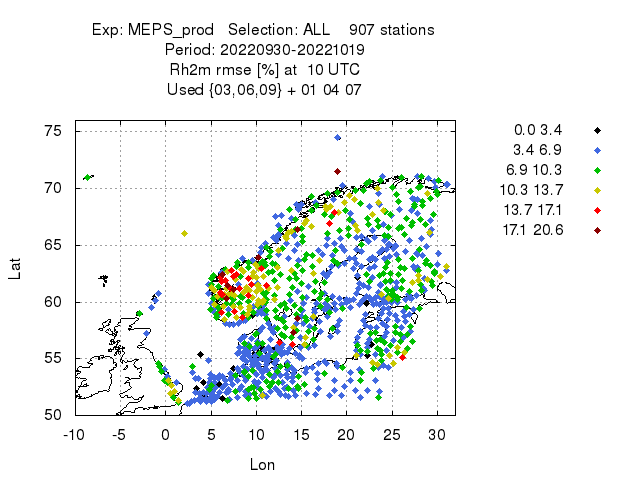 Exp: MEPS_prod   Selection: ALL    907 stations
Period: 20220930-20221019
Rh2m rmse [%] at  10 UTC
Used {03,06,09} + 01 04 07
0.0 3.4
3.4 6.9
6.9 10.3
10.3 13.7
13.7 17.1
17.1 20.6
75
70
65
60
55
50
Lat
-10 -5 0 5 10 15 20 25 30
Lon